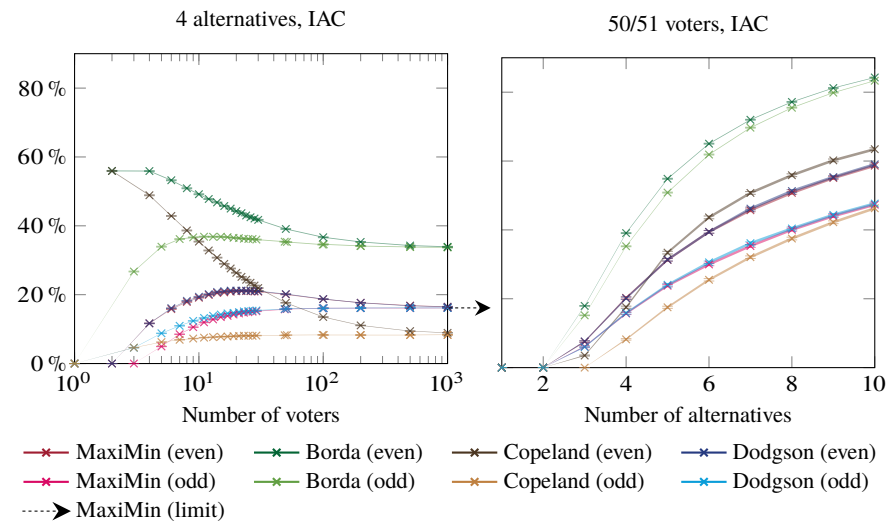 4 alternatives, IAC
50/51 voters, IAC
80 %
60 %
40 %
20 %
0 %
10^0 10^1 10^2 10^3
2 4 6 8 10
Number of voters
Number of alternatives
MaxiMin (even) Borda (even) Copeland (even) Dodgson (even)
MaxiMin (odd) Borda (odd) Copeland (odd) Dodgson (odd)
MaxiMin (limit)